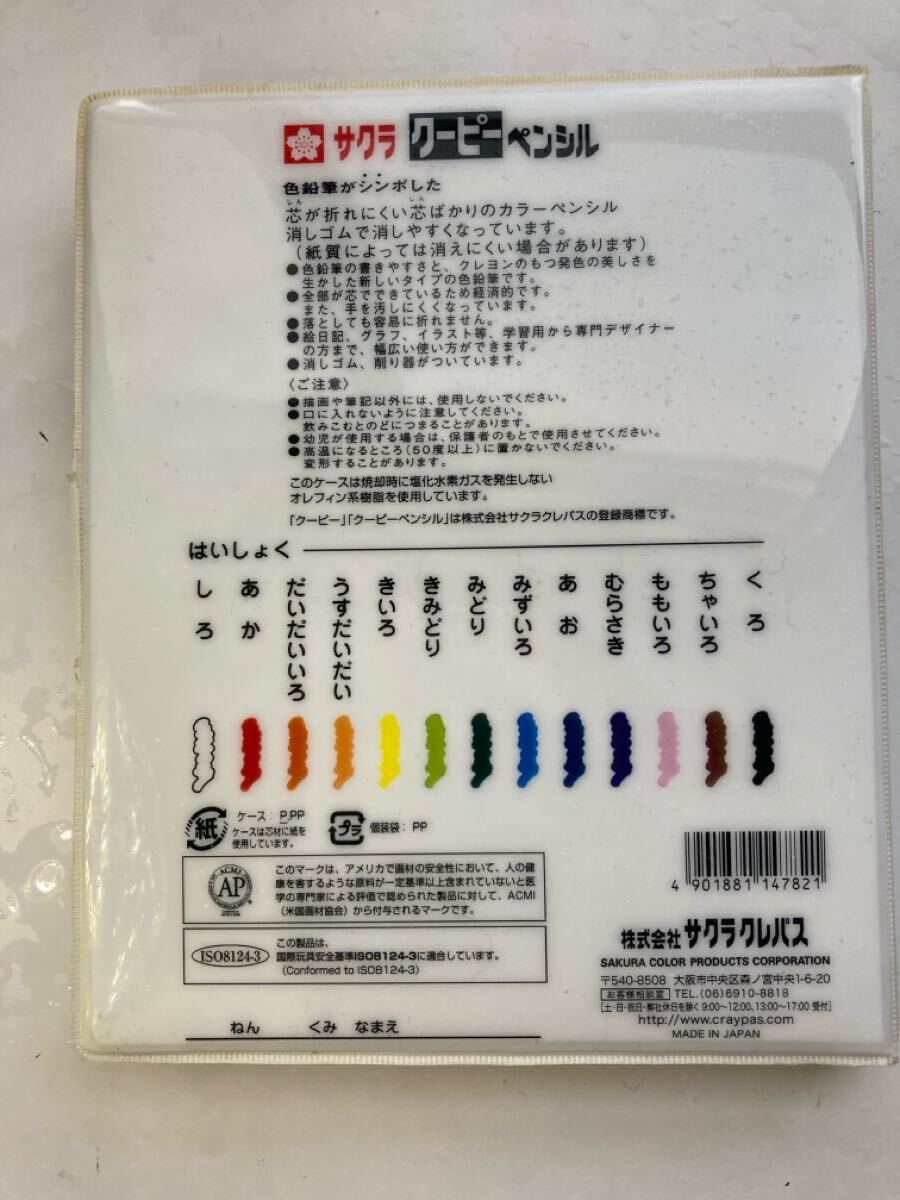 サクラ クーピーペンシル
色鉛筆がシンポした
しん しん
芯が折れにくい芯ばかりのカラーペンシル
消しゴムで消しやすくなっています。
(紙質によっては消えにくい場合があります)
●色鉛筆の書きやすさと、クレヨンのもつ発色の美しさを
生かした新しいタイプの色鉛筆です。
●全部が芯でできているため経済的です。
また、手を汚しにくくなっています。
●落としても容易に折れません。
●絵日記、グラフ、イラスト等、学習用から専門デザイナー
の方まで、幅広い使い方ができます。
●消しゴム、削り器がついています。
〈ご注意〉
●描画や筆記以外には、使用しないでください。
●口に入れないように注意してください。
飲みこむとのどにつまることがあります。
●幼児が使用する場合は、保護者のもとで使用させてください。
●高温になるところ(50度以上)に置かないでください。
変形することがあります。
このケースは焼却時に塩化水素ガスを発生しない
オレフィン系樹脂を使用しています。
「クーピー」「クーピーペンシル」は株式会社サクラクレパスの登録商標です。
はいしょく
しろ
あか
だいだいいろ
うすだいだい
きいろ
きみどり
みどり
みずいろ
あお
むらさき
ももいろ
ちゃいろ
くろ
紙
ケース: P,PP
ケースは芯材に紙を
使用しています。
プラ
個装袋: PP
ACMI
AP
このマークは、アメリカで画材の安全性において、人の健
康を害するような原料が一定基準以上含まれていないと医
学の専門家による評価で認められた製品に対して、ACMI
(米国画材協会)から付与されるマークです。
ISO8124-3
この製品は、
国際玩具安全基準ISO8124-3に適合しています。
(Conformed to ISO8124-3)
ねん くみ なまえ
4 901881 147821
株式会社サクラクレパス
SAKURA COLOR PRODUCTS CORPORATION
〒540-8508 大阪市中央区森ノ宮中央1-6-20
お客様相談室 TEL.(06)6910-8818
[土・日・祝日・弊社休日を除く 9:00〜12:00、13:00〜17:00 受付]
http://www.craypas.com/
MADE IN JAPAN